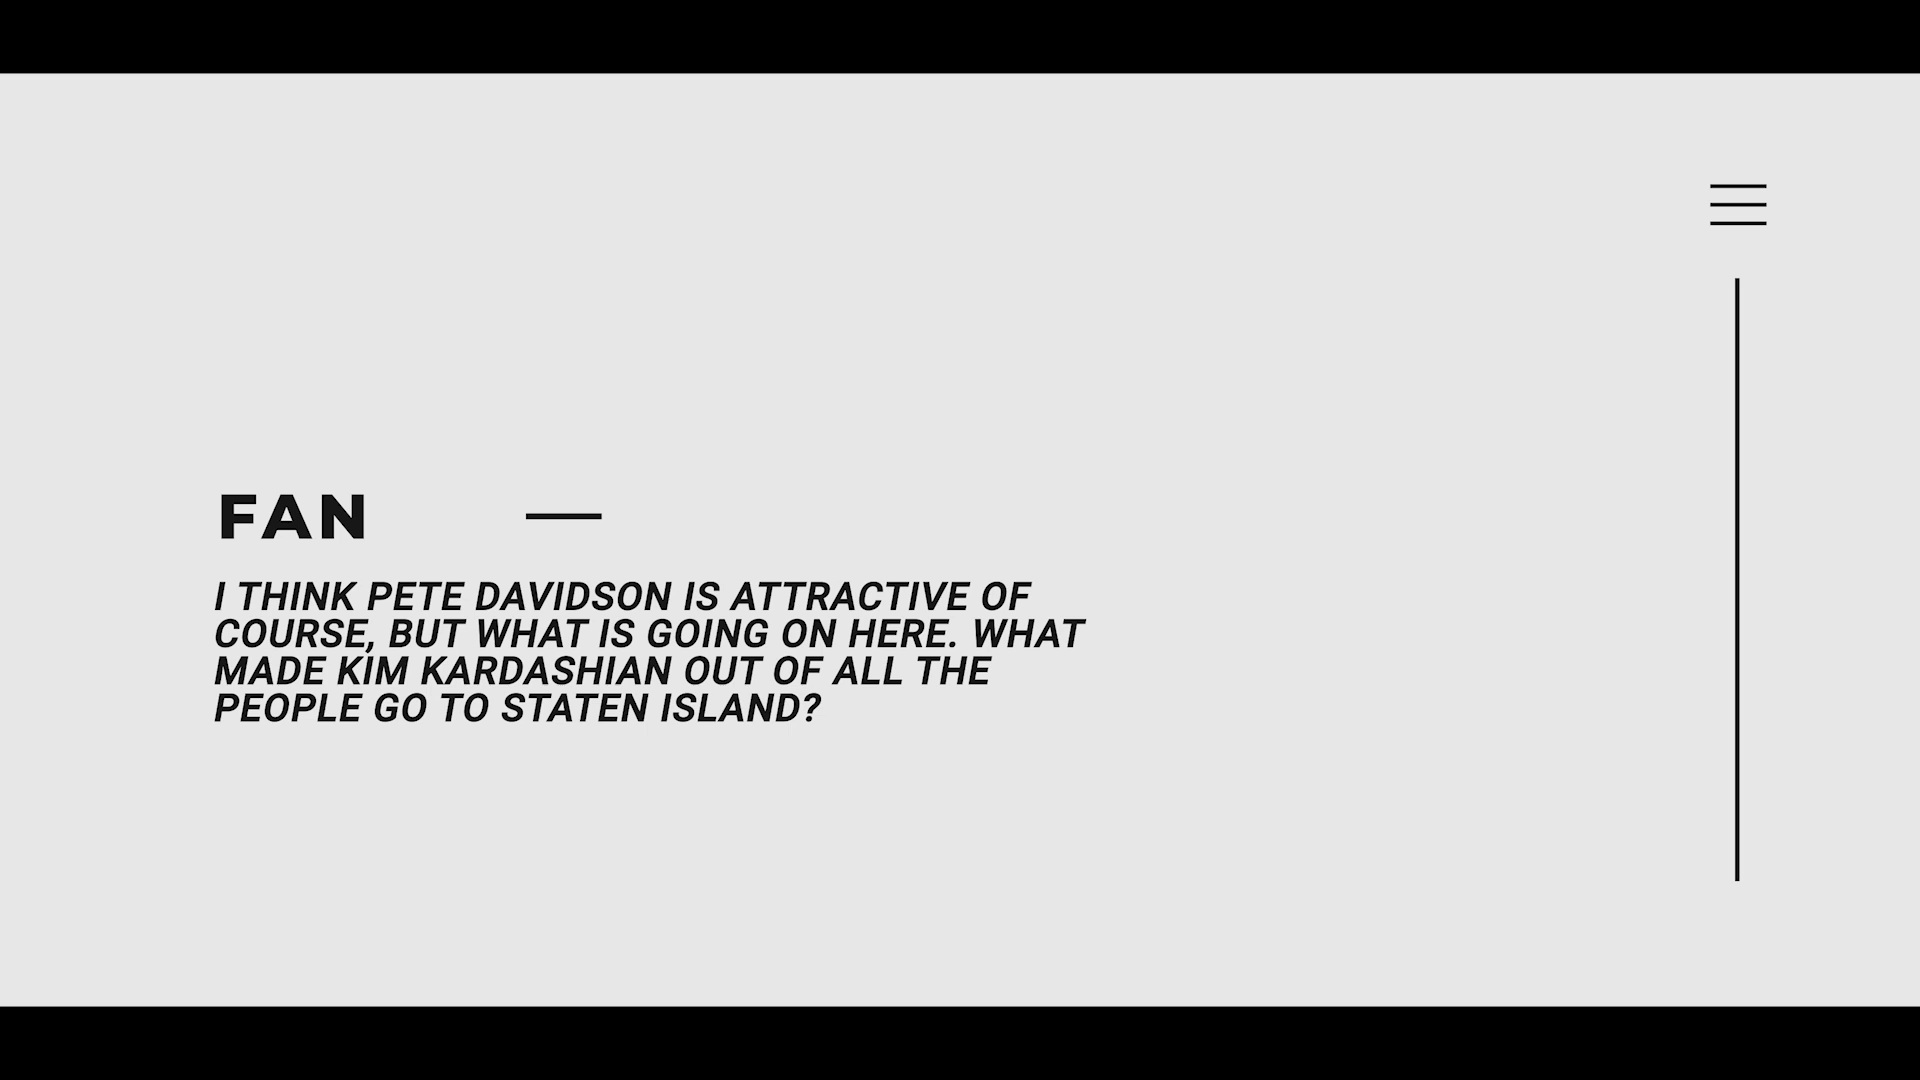 FAN
I THINK PETE DAVIDSON IS ATTRACTIVE OF
COURSE, BUT WHAT IS GOING ON HERE. WHAT
MADE KIM KARDASHIAN OUT OF ALL THE
PEOPLE GO TO STATEN ISLAND?